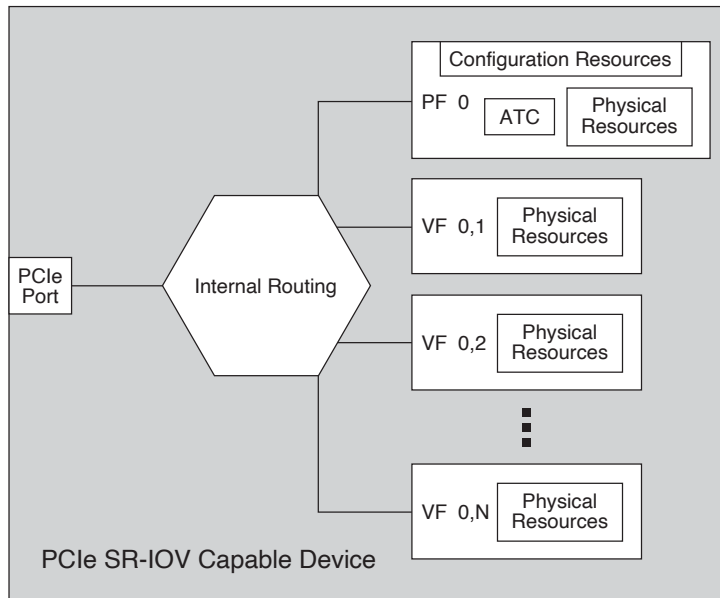 Configuration Resources
PF 0
ATC
Physical
Resources
VF 0,1
Physical
Resources
PCIe
Port
Internal Routing
VF 0,2
Physical
Resources
VF 0,N
Physical
Resources
PCIe SR-IOV Capable Device